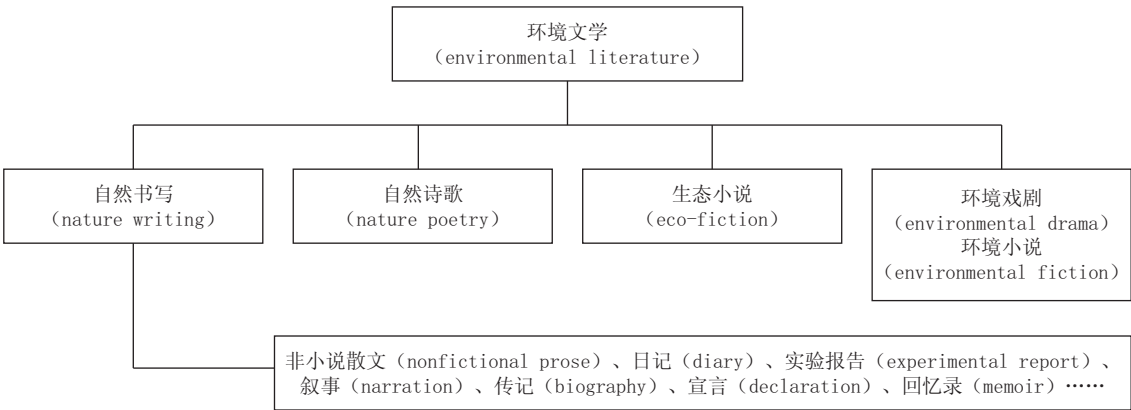 环境文学
（environmental literature）
自然书写
（nature writing）
自然诗歌
（nature poetry）
生态小说
（eco-fiction）
环境戏剧
（environmental drama）
环境小说
（environmental fiction）
非小说散文（nonfictional prose）、日记（diary）、实验报告（experimental report）、
叙事（narration）、传记（biography）、宣言（declaration）、回忆录（memoir）……